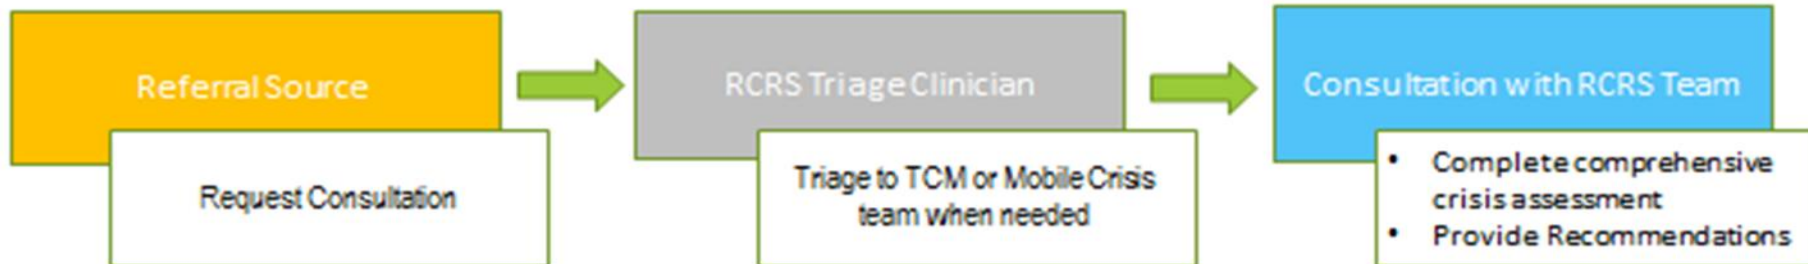 Referral Source
Request Consultation
RCRS Triage Clinician
Triage to TCM or Mobile Crisis
team when needed
Consultation with RCRS Team
• Complete comprehensive
crisis assessment
• Provide Recommendations